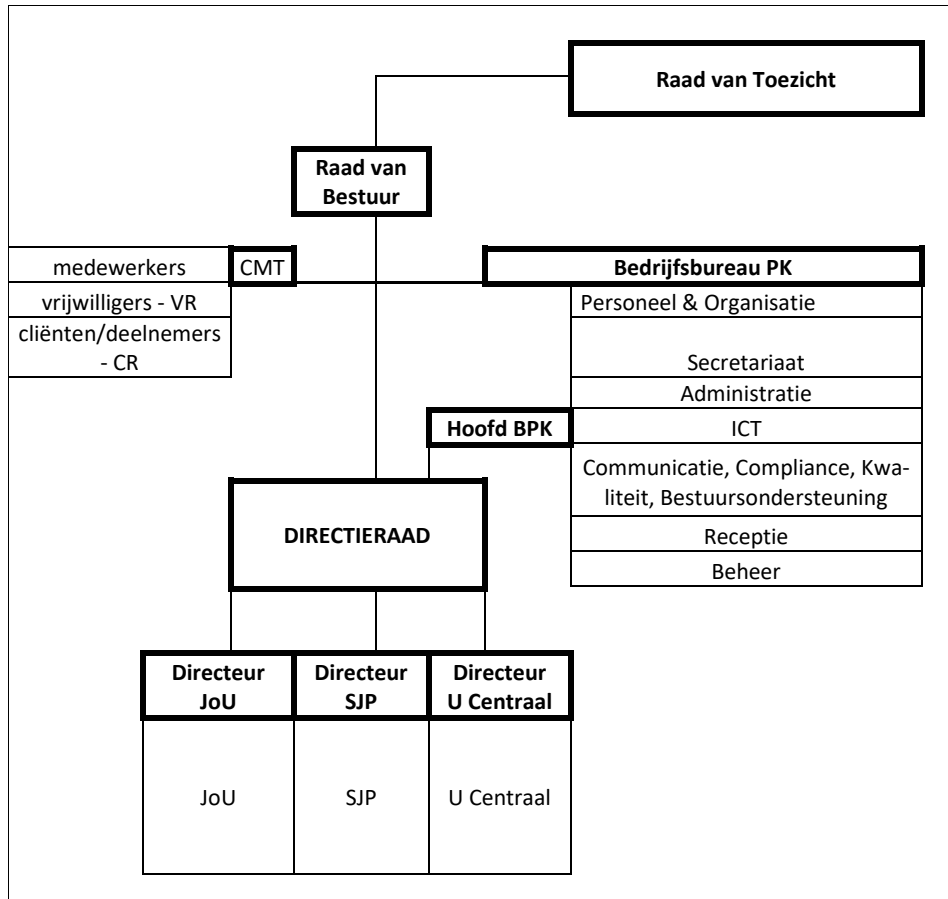 Raad van Toezicht
Raad van
Bestuur
medewerkers
CMT
Bedrijfsbureau PK
vrijwilligers - VR
Personeel & Organisatie
cliënten/deelnemers
- CR
Secretariaat
Administratie
Hoofd BPK
ICT
Communicatie, Compliance, Kwa-
liteit, Bestuursondersteuning
DIRECTIERAAD
Receptie
Beheer
Directeur
JoU
Directeur
SJP
Directeur
U Centraal
JoU
SJP
U Centraal